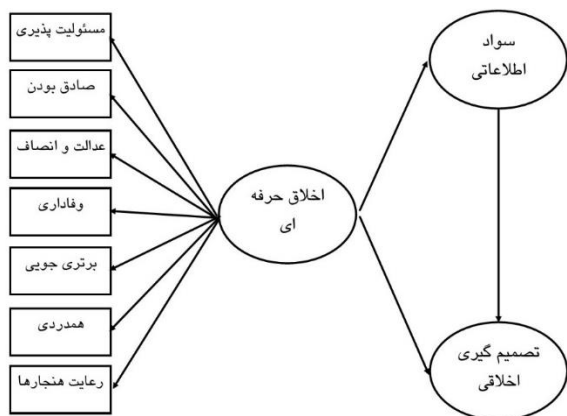 سواد
اطلاعاتی
اخلاق حرفه
ای
تصمیم گیری
اخلاقی
مسئولیت پذیری
صادق بودن
عدالت و انصاف
وفاداری
برتری جویی
همدردی
رعایت هنجارها